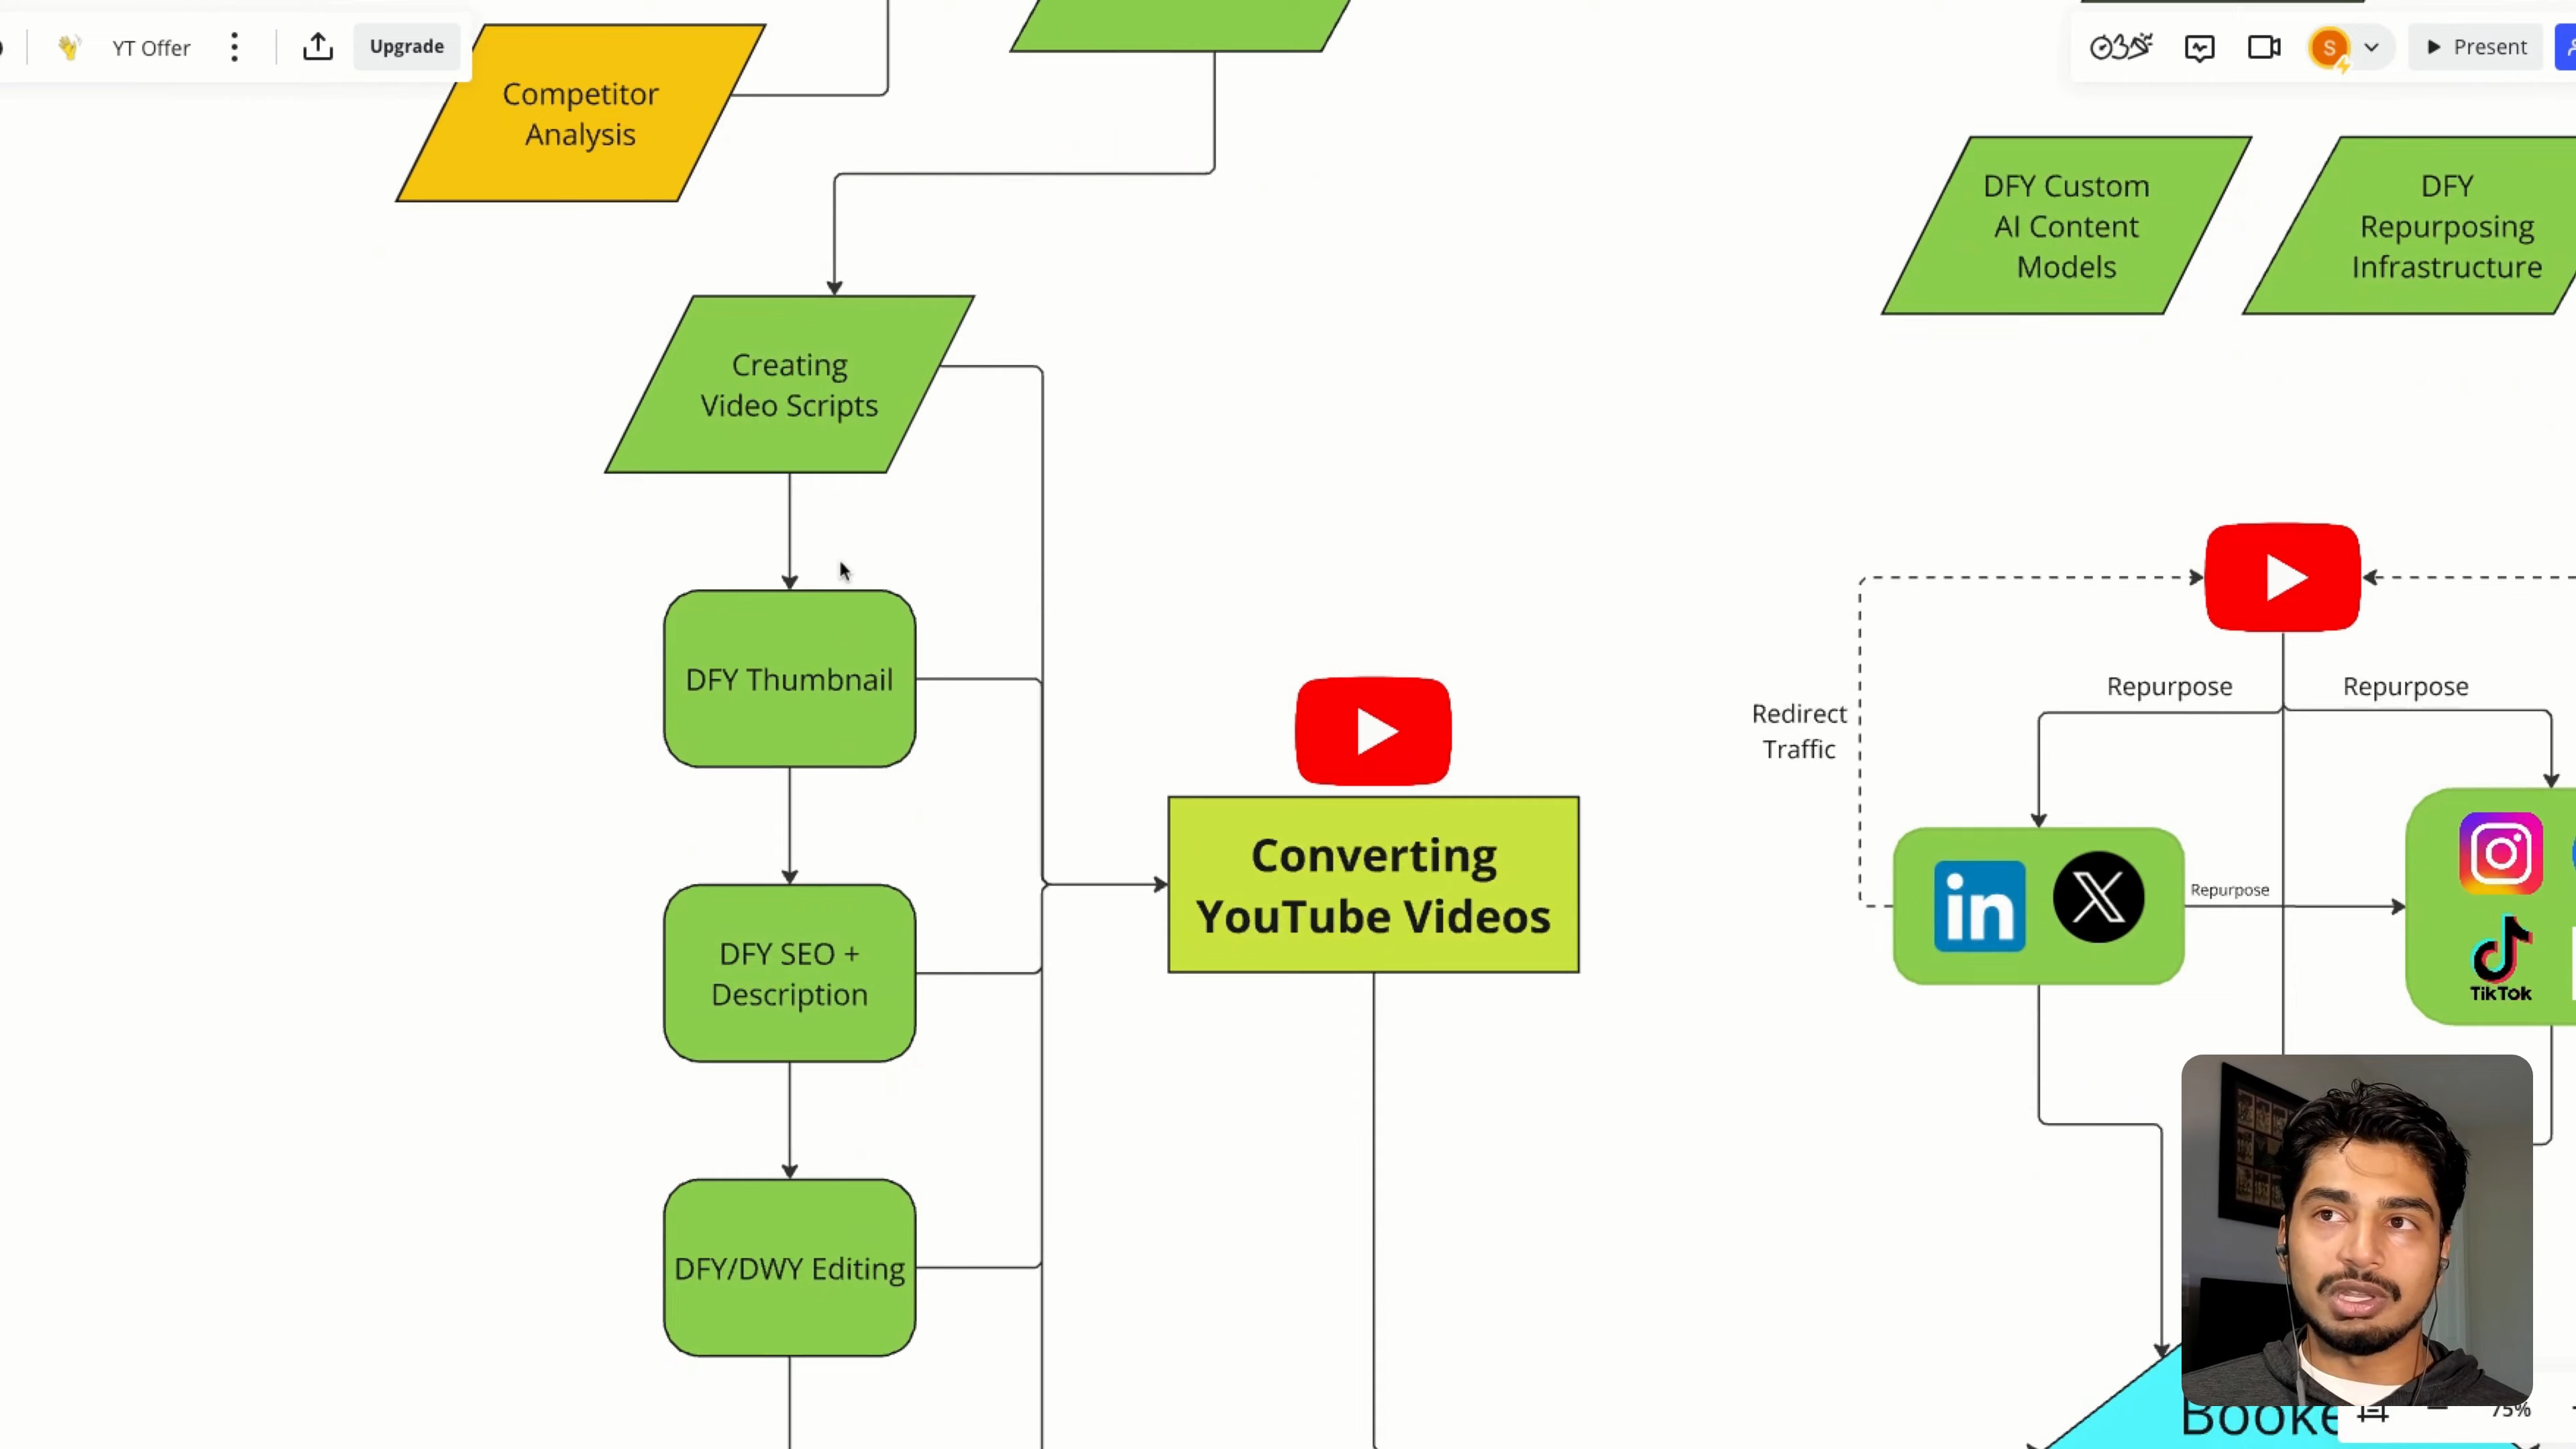 YT Offer
Upgrade
Present
S
Competitor
Analysis
DFY Custom
AI Content
Models
DFY
Repurposing
Infrastructure
Creating
Video Scripts
DFY Thumbnail
Repurpose
Repurpose
Redirect
Traffic
Converting
YouTube Videos
in
X
Repurpose
TikTok
DFY SEO +
Description
DFY/DWY Editing
75%